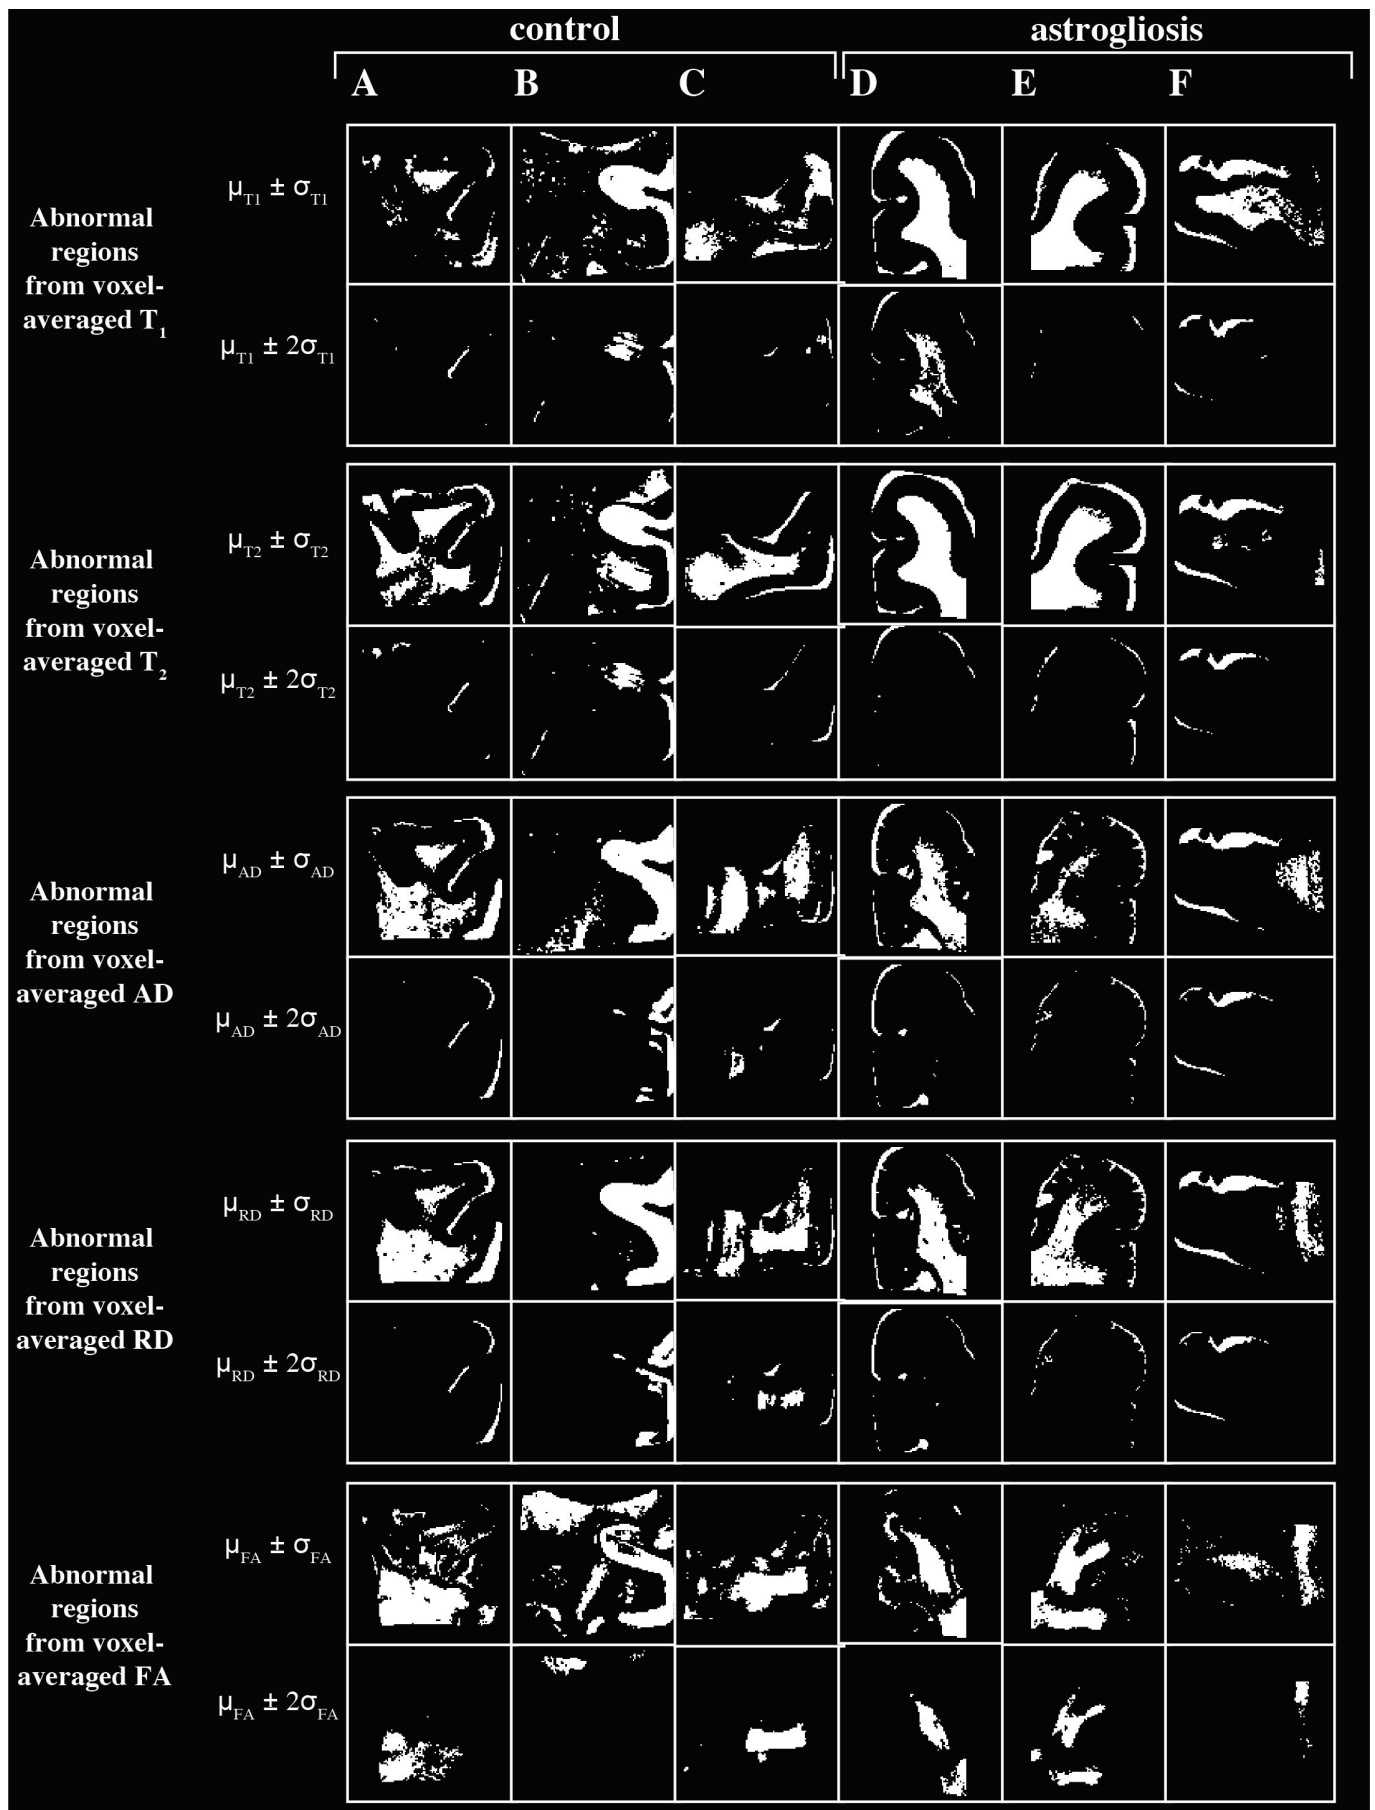 control astrogliosis
A B C D E F
Abnormal
regions
from voxel-
averaged T₁
μT1 ± σT1
μT1 ± 2σT1
Abnormal
regions
from voxel-
averaged T₂
μT2 ± σT2
μT2 ± 2σT2
Abnormal
regions
from voxel-
averaged AD
μAD ± σAD
μAD ± 2σAD
Abnormal
regions
from voxel-
averaged RD
μRD ± σRD
μRD ± 2σRD
Abnormal
regions
from voxel-
averaged FA
μFA ± σFA
μFA ± 2σFA